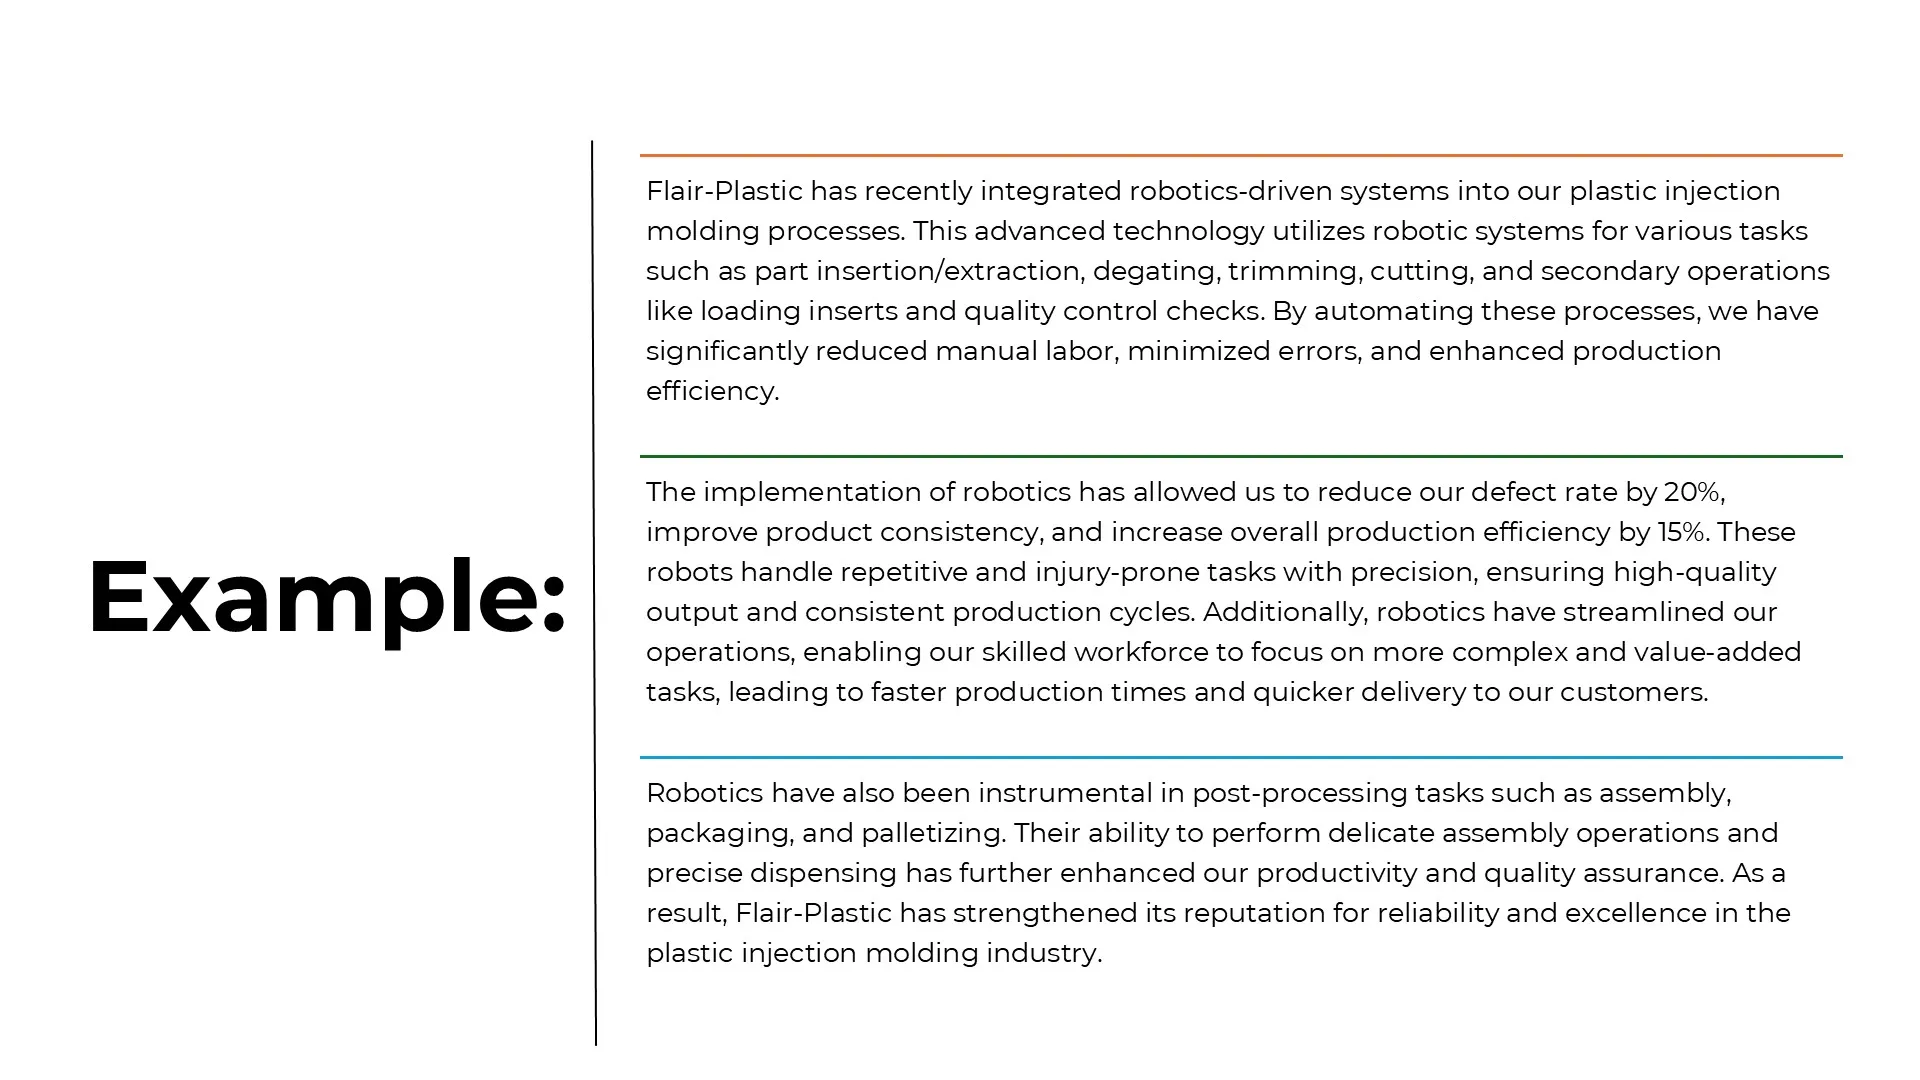 Example:
Flair-Plastic has recently integrated robotics-driven systems into our plastic injection
molding processes. This advanced technology utilizes robotic systems for various tasks
such as part insertion/extraction, degating, trimming, cutting, and secondary operations
like loading inserts and quality control checks. By automating these processes, we have
significantly reduced manual labor, minimized errors, and enhanced production
efficiency.
The implementation of robotics has allowed us to reduce our defect rate by 20%,
improve product consistency, and increase overall production efficiency by 15%. These
robots handle repetitive and injury-prone tasks with precision, ensuring high-quality
output and consistent production cycles. Additionally, robotics have streamlined our
operations, enabling our skilled workforce to focus on more complex and value-added
tasks, leading to faster production times and quicker delivery to our customers.
Robotics have also been instrumental in post-processing tasks such as assembly,
packaging, and palletizing. Their ability to perform delicate assembly operations and
precise dispensing has further enhanced our productivity and quality assurance. As a
result, Flair-Plastic has strengthened its reputation for reliability and excellence in the
plastic injection molding industry.